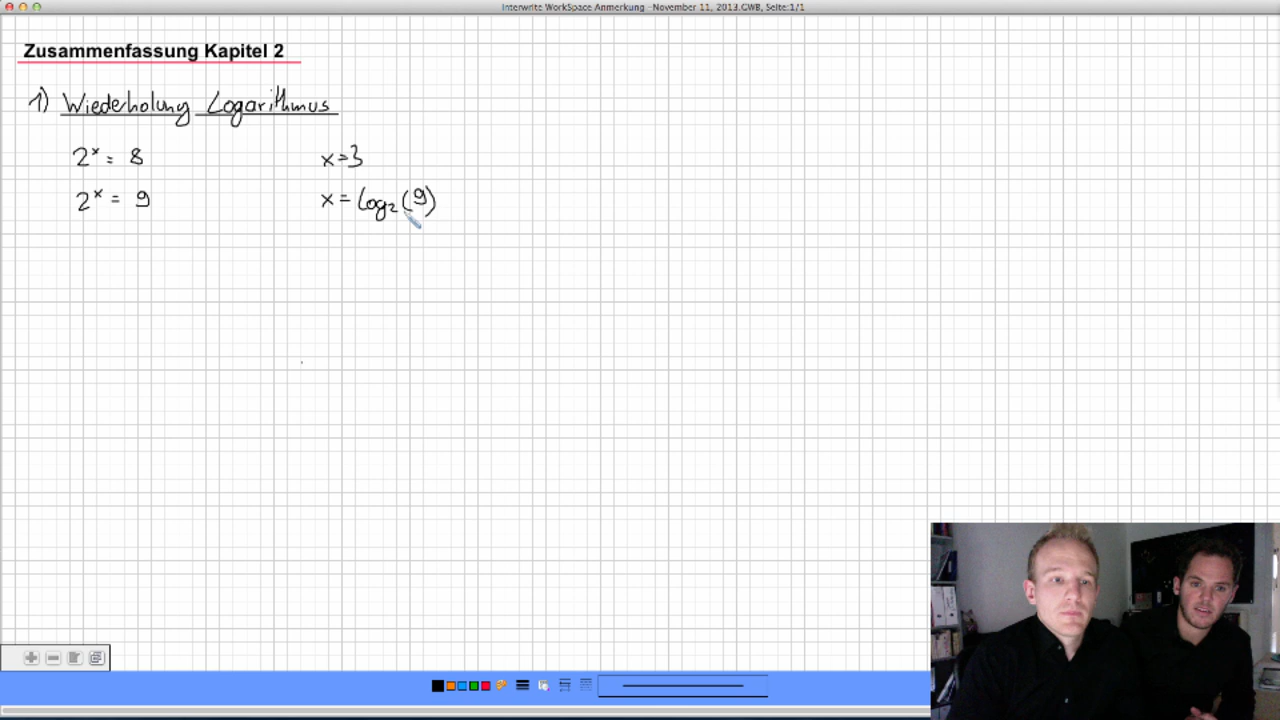 Interwrite WorkSpace Anmerkung -November 11, 2013.GWB, Seite:1/1
Zusammenfassung Kapitel 2
1) Wiederholung Logarithmus
2ˣ = 8 x=3
2ˣ = 9 x = log₂(9)